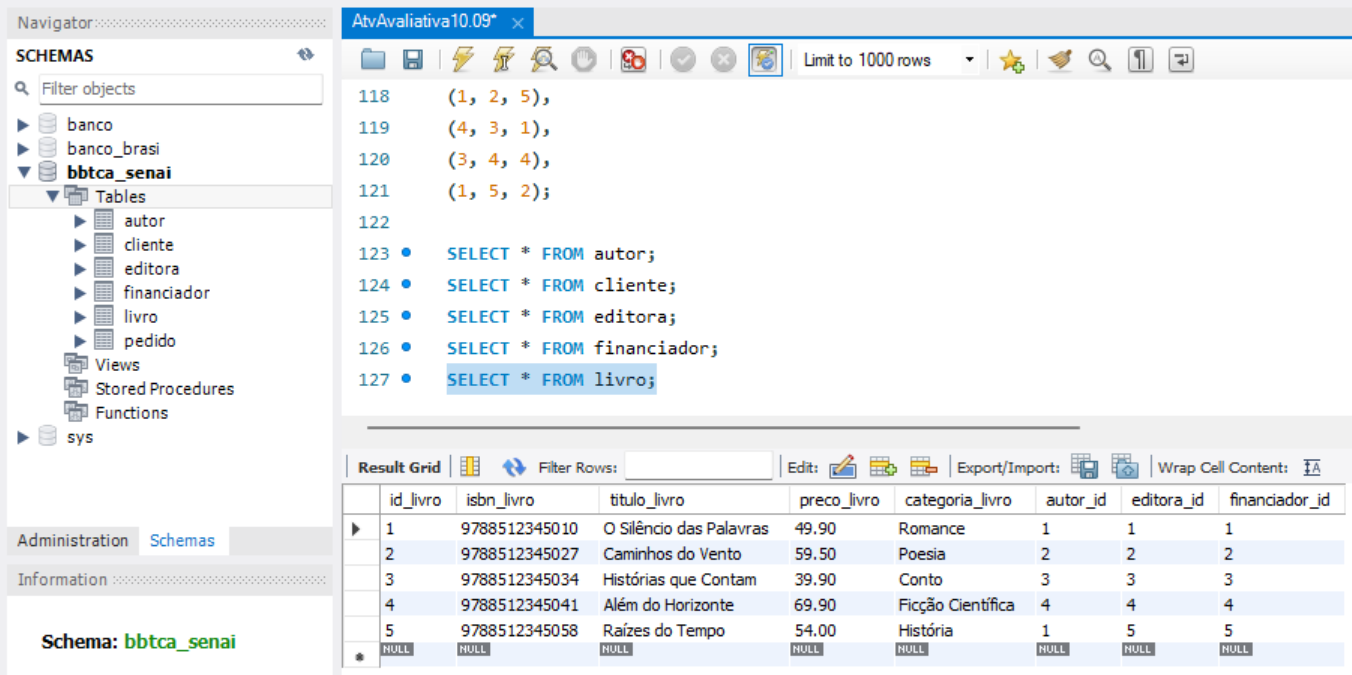 Navigator
SCHEMAS
Filter objects
banco
banco_brasi
bbtca_senai
Tables
autor
cliente
editora
financiador
livro
pedido
Views
Stored Procedures
Functions
sys
Administration Schemas
Information
Schema: bbtca_senai
AtvAvaliativa10.09*
Limit to 1000 rows
118 (1, 2, 5),
119 (4, 3, 1),
120 (3, 4, 4),
121 (1, 5, 2);
122
123 SELECT * FROM autor;
124 SELECT * FROM cliente;
125 SELECT * FROM editora;
126 SELECT * FROM financiador;
127 SELECT * FROM livro;
Result Grid Filter Rows: Edit: Export/Import: Wrap Cell Content:
id_livro isbn_livro titulo_livro preco_livro categoria_livro autor_id editora_id financiador_id
1 9788512345010 O Silêncio das Palavras 49.90 Romance 1 1 1
2 9788512345027 Caminhos do Vento 59.50 Poesia 2 2 2
3 9788512345034 Histórias que Contam 39.90 Conto 3 3 3
4 9788512345041 Além do Horizonte 69.90 Ficção Científica 4 4 4
5 9788512345058 Raízes do Tempo 54.00 História 1 5 5
NULL NULL NULL NULL NULL NULL NULL NULL